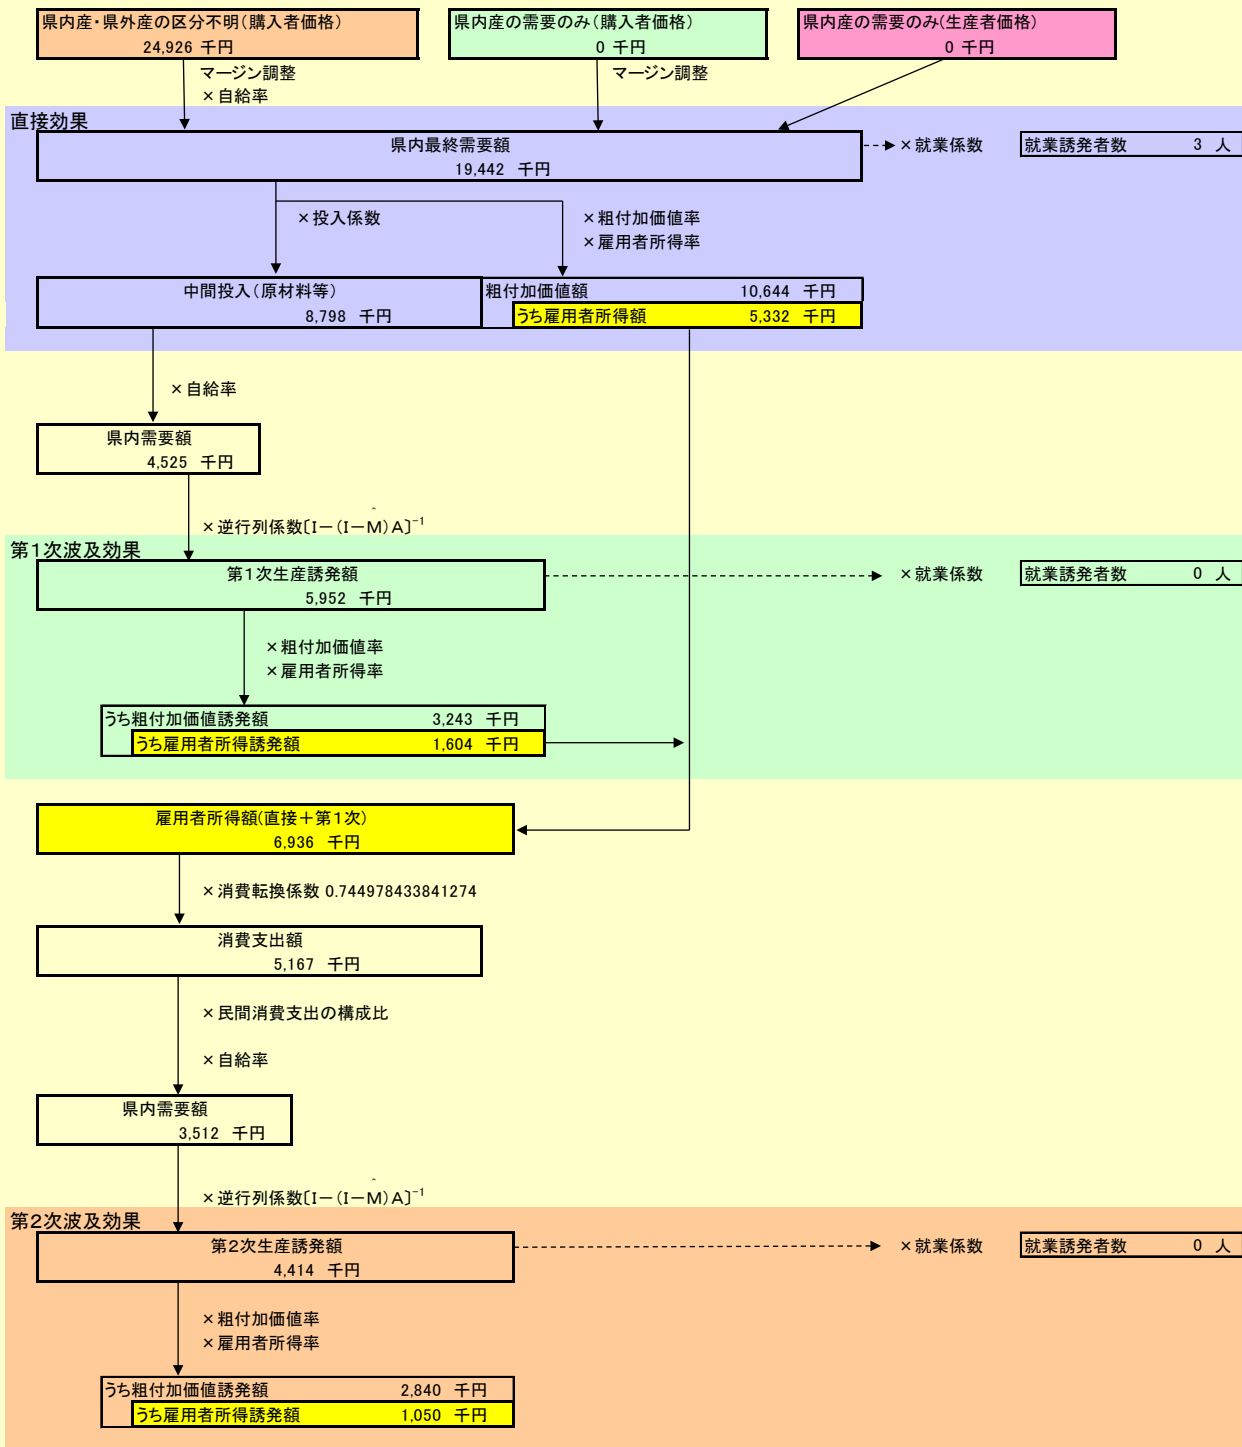 県内産・県外産の区分不明(購入者価格)
24,926 千円
県内産の需要のみ(購入者価格)
0 千円
県内産の需要のみ(生産者価格)
0 千円
マージン調整
×自給率
マージン調整
直接効果
県内最終需要額
19,442 千円
×就業係数
就業誘発者数 3 人
×投入係数
×粗付加価値率
×雇用者所得率
中間投入(原材料等)
8,798 千円
粗付加価値額 10,644 千円
うち雇用者所得額 5,332 千円
×自給率
県内需要額
4,525 千円
×逆行列係数〔I-(I-M̂)A〕⁻¹
第1次波及効果
第1次生産誘発額
5,952 千円
×就業係数
就業誘発者数 0 人
×粗付加価値率
×雇用者所得率
うち粗付加価値誘発額 3,243 千円
うち雇用者所得誘発額 1,604 千円
雇用者所得額(直接+第1次)
6,936 千円
×消費転換係数 0.744978433841274
消費支出額
5,167 千円
×民間消費支出の構成比
×自給率
県内需要額
3,512 千円
×逆行列係数〔I-(I-M̂)A〕⁻¹
第2次波及効果
第2次生産誘発額
4,414 千円
×就業係数
就業誘発者数 0 人
×粗付加価値率
×雇用者所得率
うち粗付加価値誘発額 2,840 千円
うち雇用者所得誘発額 1,050 千円